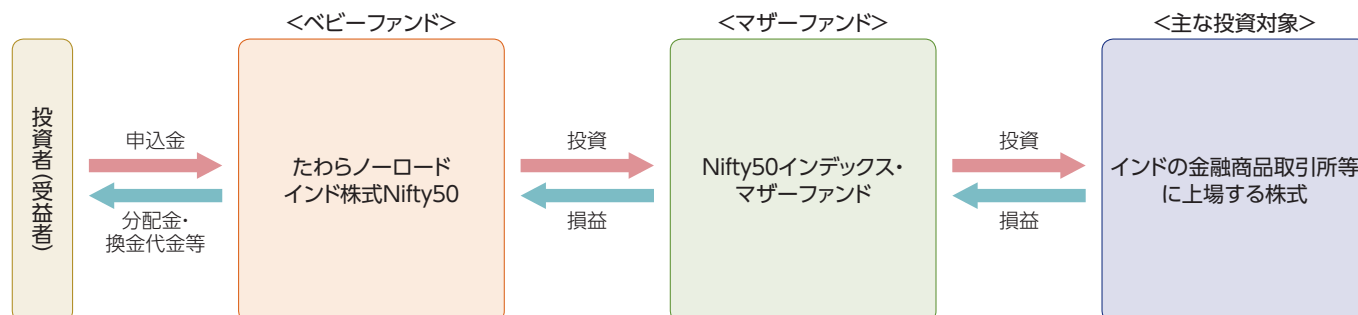 <ベビーファンド>
<マザーファンド>
<主な投資対象>
投資者(受益者)
申込金
分配金・
換金代金等
たわらノーロード
インド株式Nifty50
投資
損益
Nifty50インデックス・
マザーファンド
投資
損益
インドの金融商品取引所等
に上場する株式